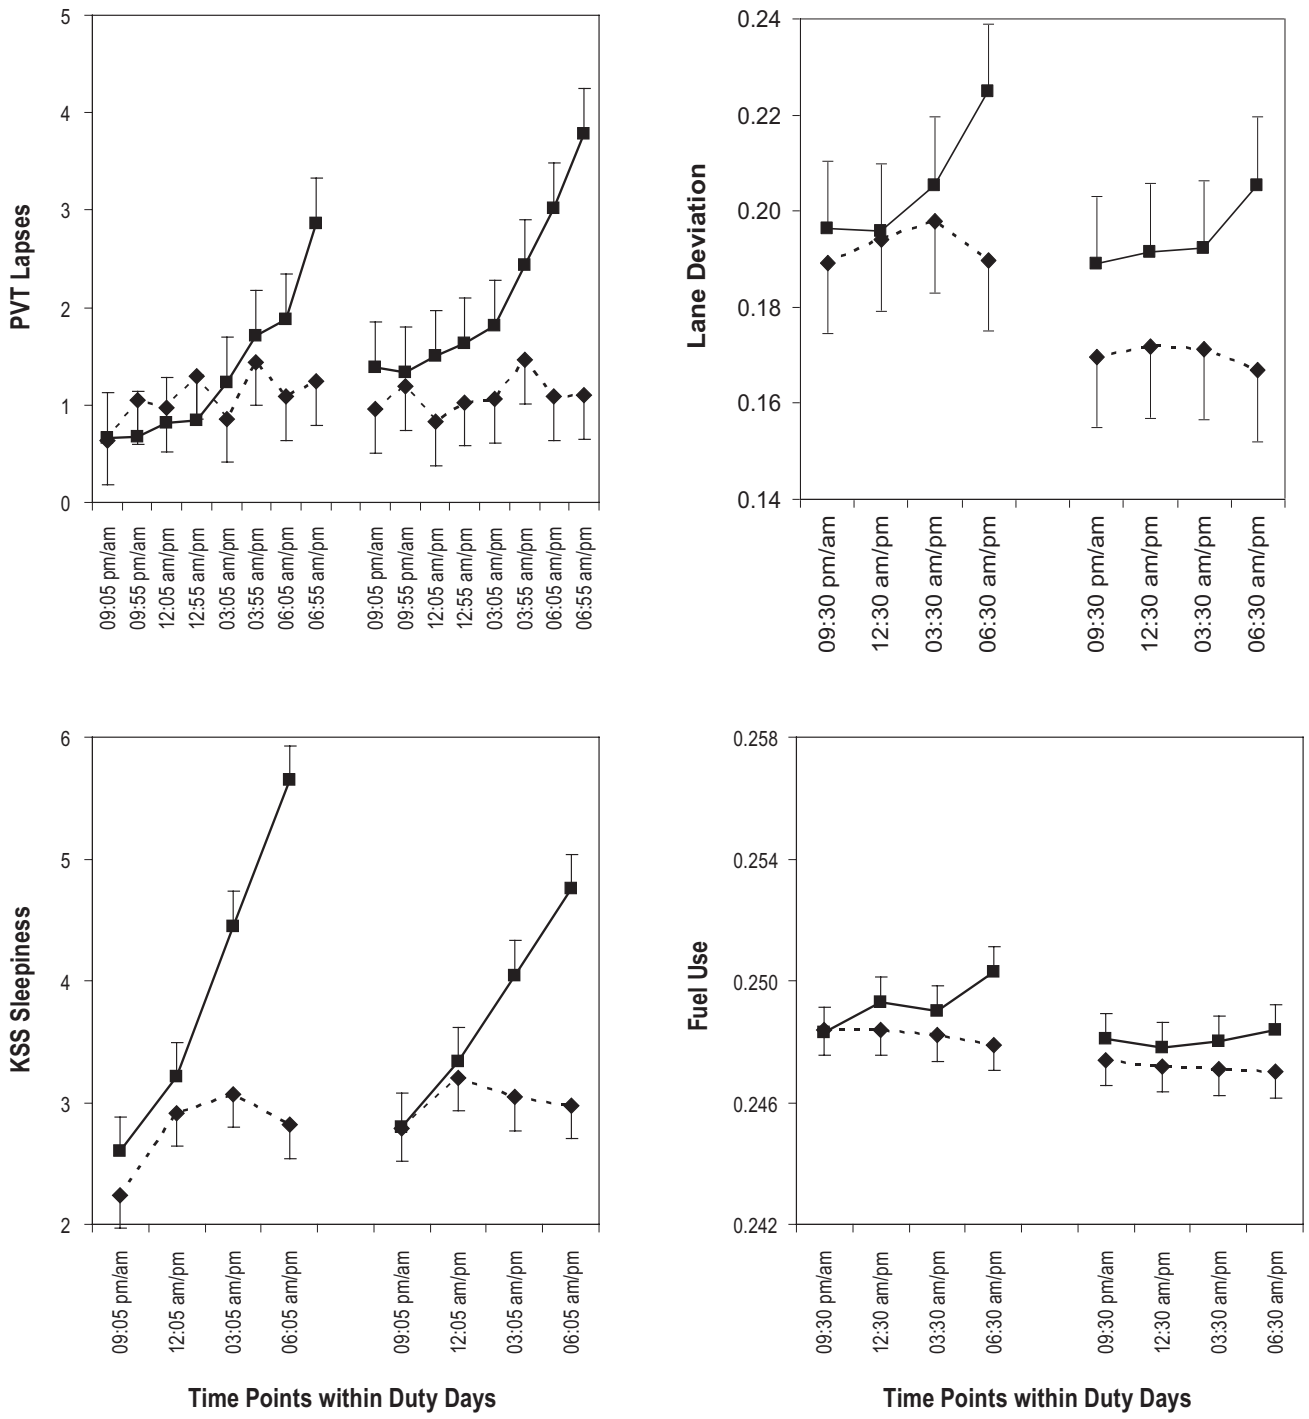 PVT Lapses
5
4
3
2
1
0
09:05 pm/am
09:55 pm/am
12:05 am/pm
12:55 am/pm
03:05 am/pm
03:55 am/pm
06:05 am/pm
06:55 am/pm
09:05 pm/am
09:55 pm/am
12:05 am/pm
12:55 am/pm
03:05 am/pm
03:55 am/pm
06:05 am/pm
06:55 am/pm
Lane Deviation
0.24
0.22
0.20
0.18
0.16
0.14
09:30 pm/am
12:30 am/pm
03:30 am/pm
06:30 am/pm
09:30 pm/am
12:30 am/pm
03:30 am/pm
06:30 am/pm
KSS Sleepiness
6
5
4
3
2
09:05 pm/am
12:05 am/pm
03:05 am/pm
06:05 am/pm
09:05 pm/am
12:05 am/pm
03:05 am/pm
06:05 am/pm
Time Points within Duty Days
Fuel Use
0.258
0.254
0.250
0.246
0.242
09:30 pm/am
12:30 am/pm
03:30 am/pm
06:30 am/pm
09:30 pm/am
12:30 am/pm
03:30 am/pm
06:30 am/pm
Time Points within Duty Days